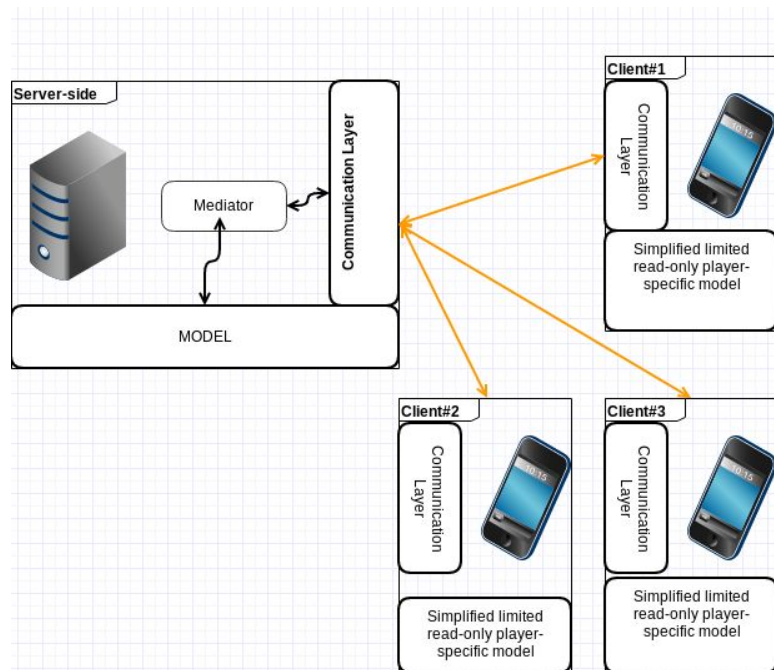 Server-side
Communication Layer
Mediator
MODEL
Client#1
Communication
Layer
10:15
Simplified limited
read-only player-
specific model
Client#2
Communication
Layer
10:15
Simplified limited
read-only player-
specific model
Client#3
Communication
Layer
10:15
Simplified limited
read-only player-
specific model